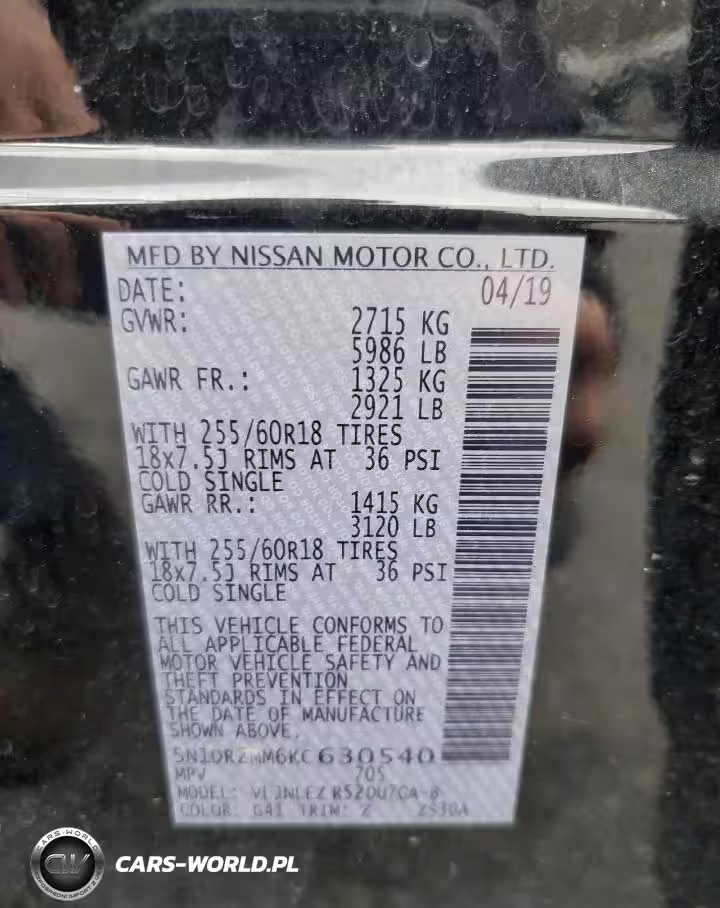 MFD BY NISSAN MOTOR CO., LTD.
DATE: 04/19
GVWR: 2715 KG
5986 LB
GAWR FR.: 1325 KG
2921 LB
WITH 255/60R18 TIRES
18x7.5J RIMS AT 36 PSI
COLD SINGLE
GAWR RR.: 1415 KG
3120 LB
WITH 255/60R18 TIRES
18x7.5J RIMS AT 36 PSI
COLD SINGLE
THIS VEHICLE CONFORMS TO
ALL APPLICABLE FEDERAL
MOTOR VEHICLE SAFETY AND
THEFT PREVENTION
STANDARDS IN EFFECT ON
THE DATE OF MANUFACTURE
SHOWN ABOVE.
MPV 705
MODEL:
COLOR: TRIM:
CARS-WORLD
CW
CARS-WORLD.PL